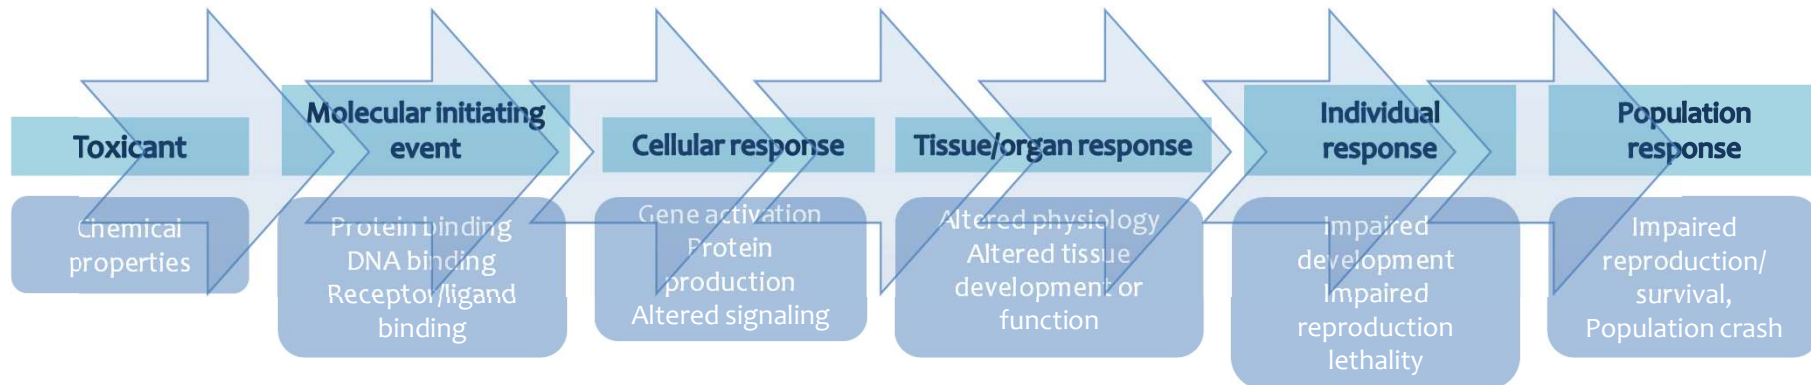 Toxicant
Chemical
properties
Molecular initiating
event
Protein binding
DNA binding
Receptor/ligand
binding
Cellular response
Gene activation
Protein
production
Altered signaling
Tissue/organ response
Altered physiology
Altered tissue
development or
function
Individual
response
Impaired
development
Impaired
reproduction
lethality
Population
response
Impaired
reproduction/
survival,
Population crash